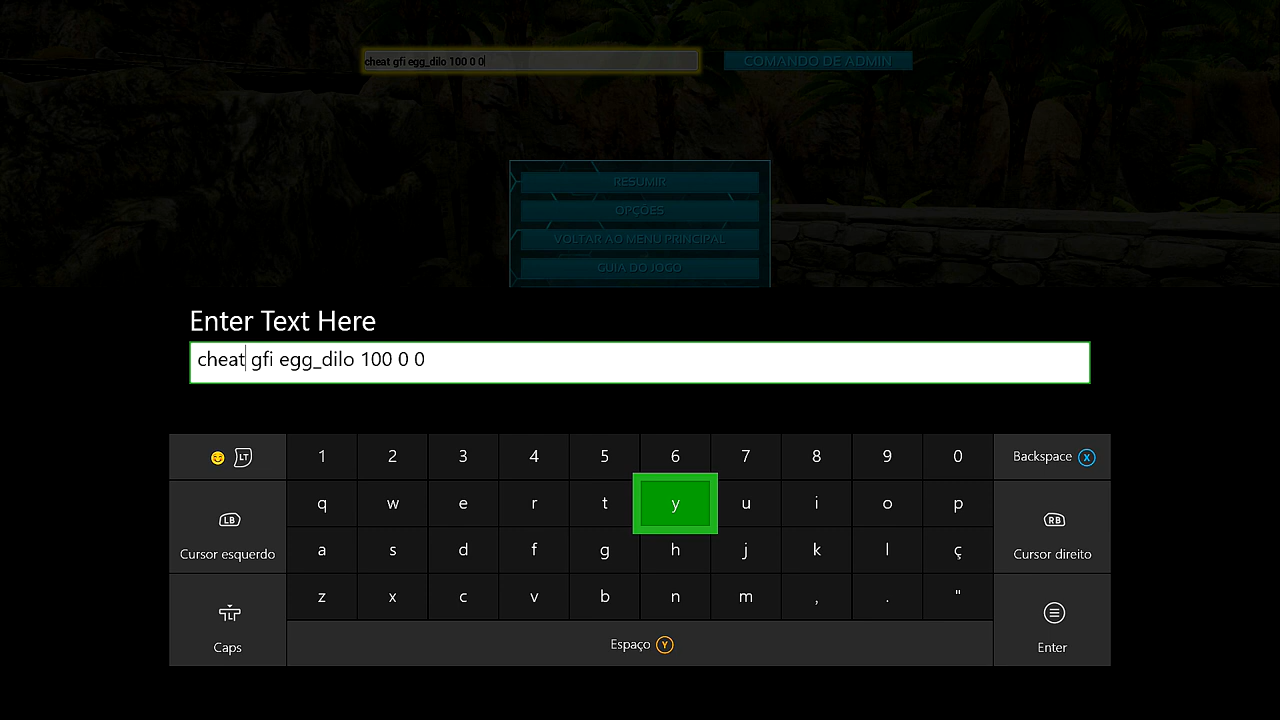 cheat gfi egg_dilo 100 0 0
COMANDO DE ADMIN
RESUMIR
OPÇÕES
VOLTAR AO MENU PRINCIPAL
GUIA DO JOGO
Enter Text Here
cheat gfi egg_dilo 100 0 0
LT 1 2 3 4 5 6 7 8 9 0 Backspace X
q w e r t y u i o p
LB RB
Cursor esquerdo a s d f g h j k l ç Cursor direito
z x c v b n m , . "
Caps Espaço Y Enter